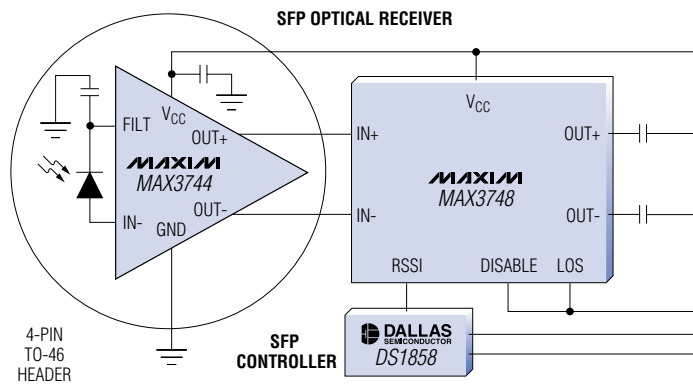 SFP OPTICAL RECEIVER
VCC
FILT
OUT+
MAXIM
MAX3744
IN-
OUT-
GND
4-PIN
TO-46
HEADER
VCC
IN+
OUT+
MAXIM
MAX3748
IN-
OUT-
RSSI
DISABLE
LOS
SFP
CONTROLLER
DALLAS
SEMICONDUCTOR
DS1858